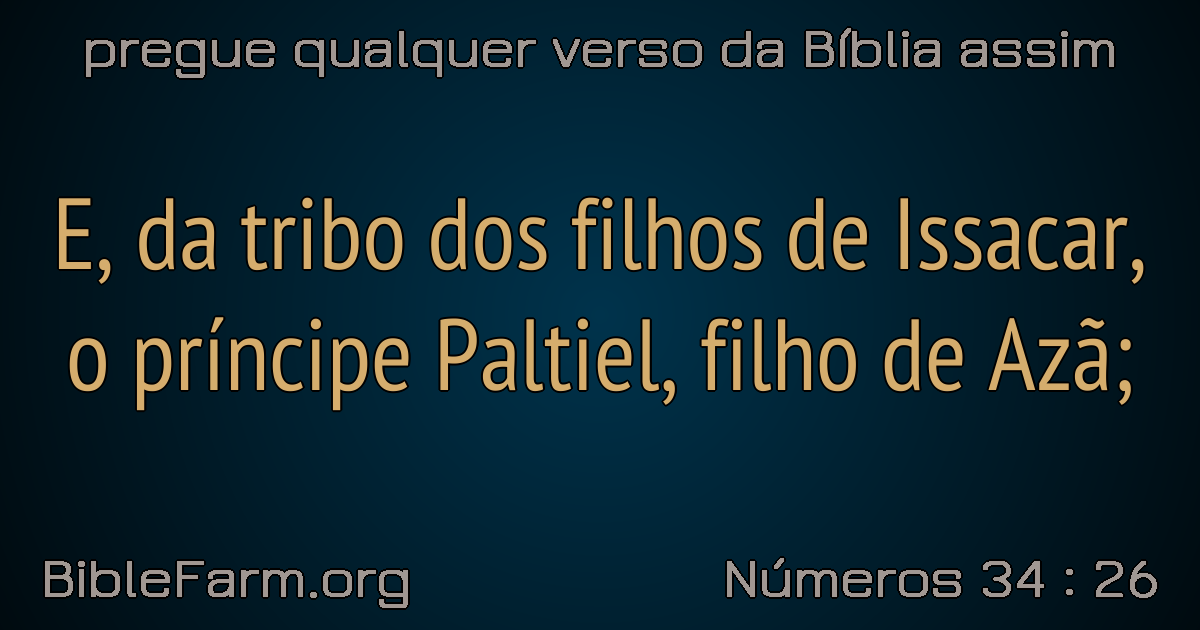 pregue qualquer verso da Bíblia assim
E, da tribo dos filhos de Issacar,
o príncipe Paltiel, filho de Azã;
BibleFarm.org
Números 34 : 26